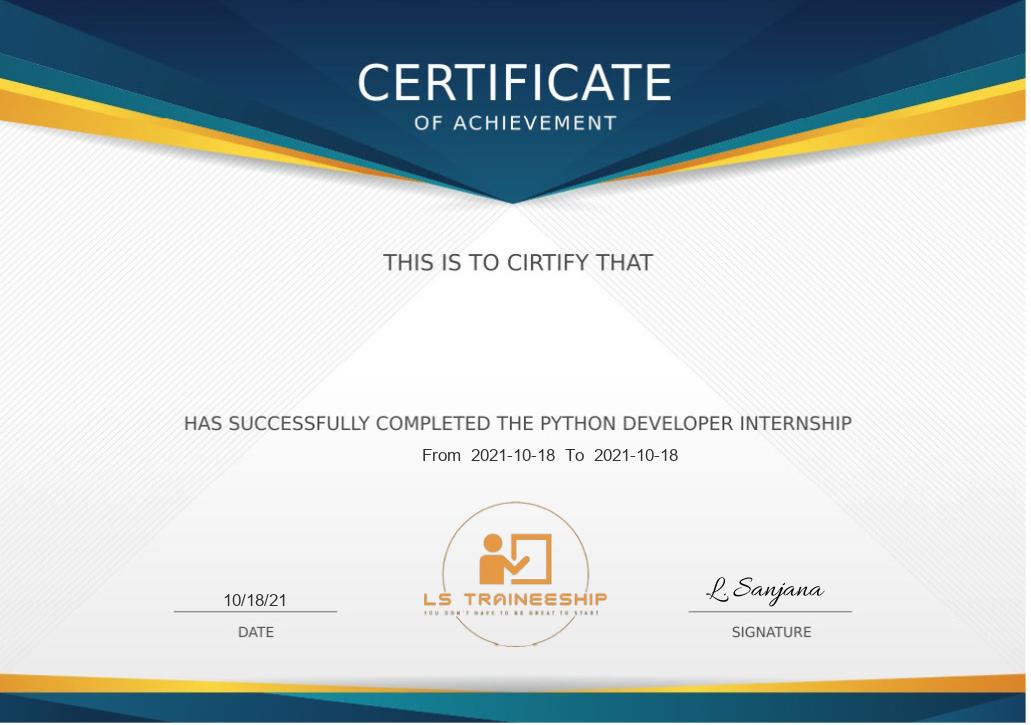 CERTIFICATE
OF ACHIEVEMENT
THIS IS TO CIRTIFY THAT
HAS SUCCESSFULLY COMPLETED THE PYTHON DEVELOPER INTERNSHIP
From 2021-10-18 To 2021-10-18
LS TRAINEESHIP
YOU DON'T HAVE TO BE GREAT TO START
10/18/21
L. Sanjana
DATE
SIGNATURE